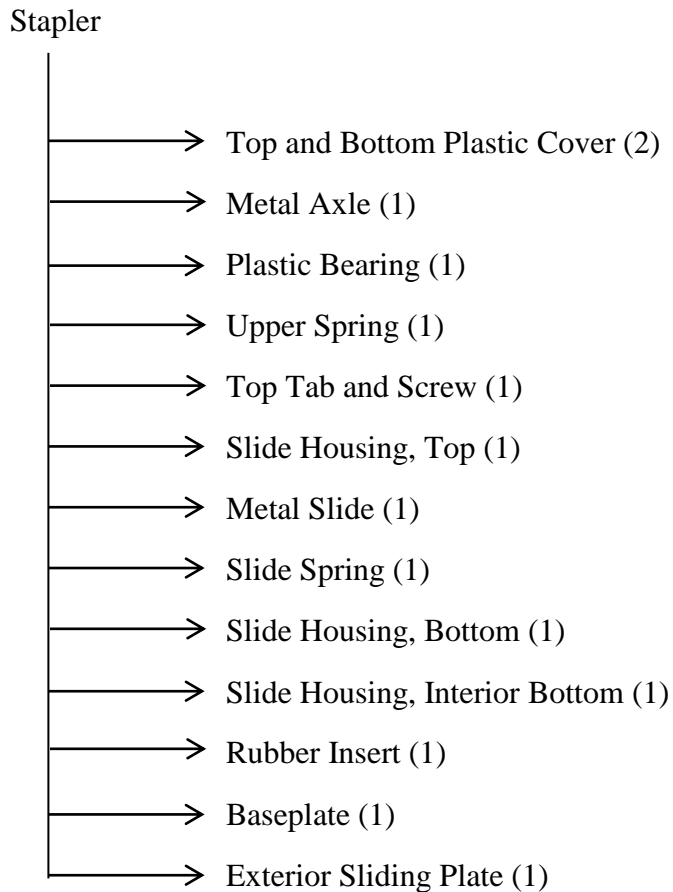 Stapler
Top and Bottom Plastic Cover (2)
Metal Axle (1)
Plastic Bearing (1)
Upper Spring (1)
Top Tab and Screw (1)
Slide Housing, Top (1)
Metal Slide (1)
Slide Spring (1)
Slide Housing, Bottom (1)
Slide Housing, Interior Bottom (1)
Rubber Insert (1)
Baseplate (1)
Exterior Sliding Plate (1)